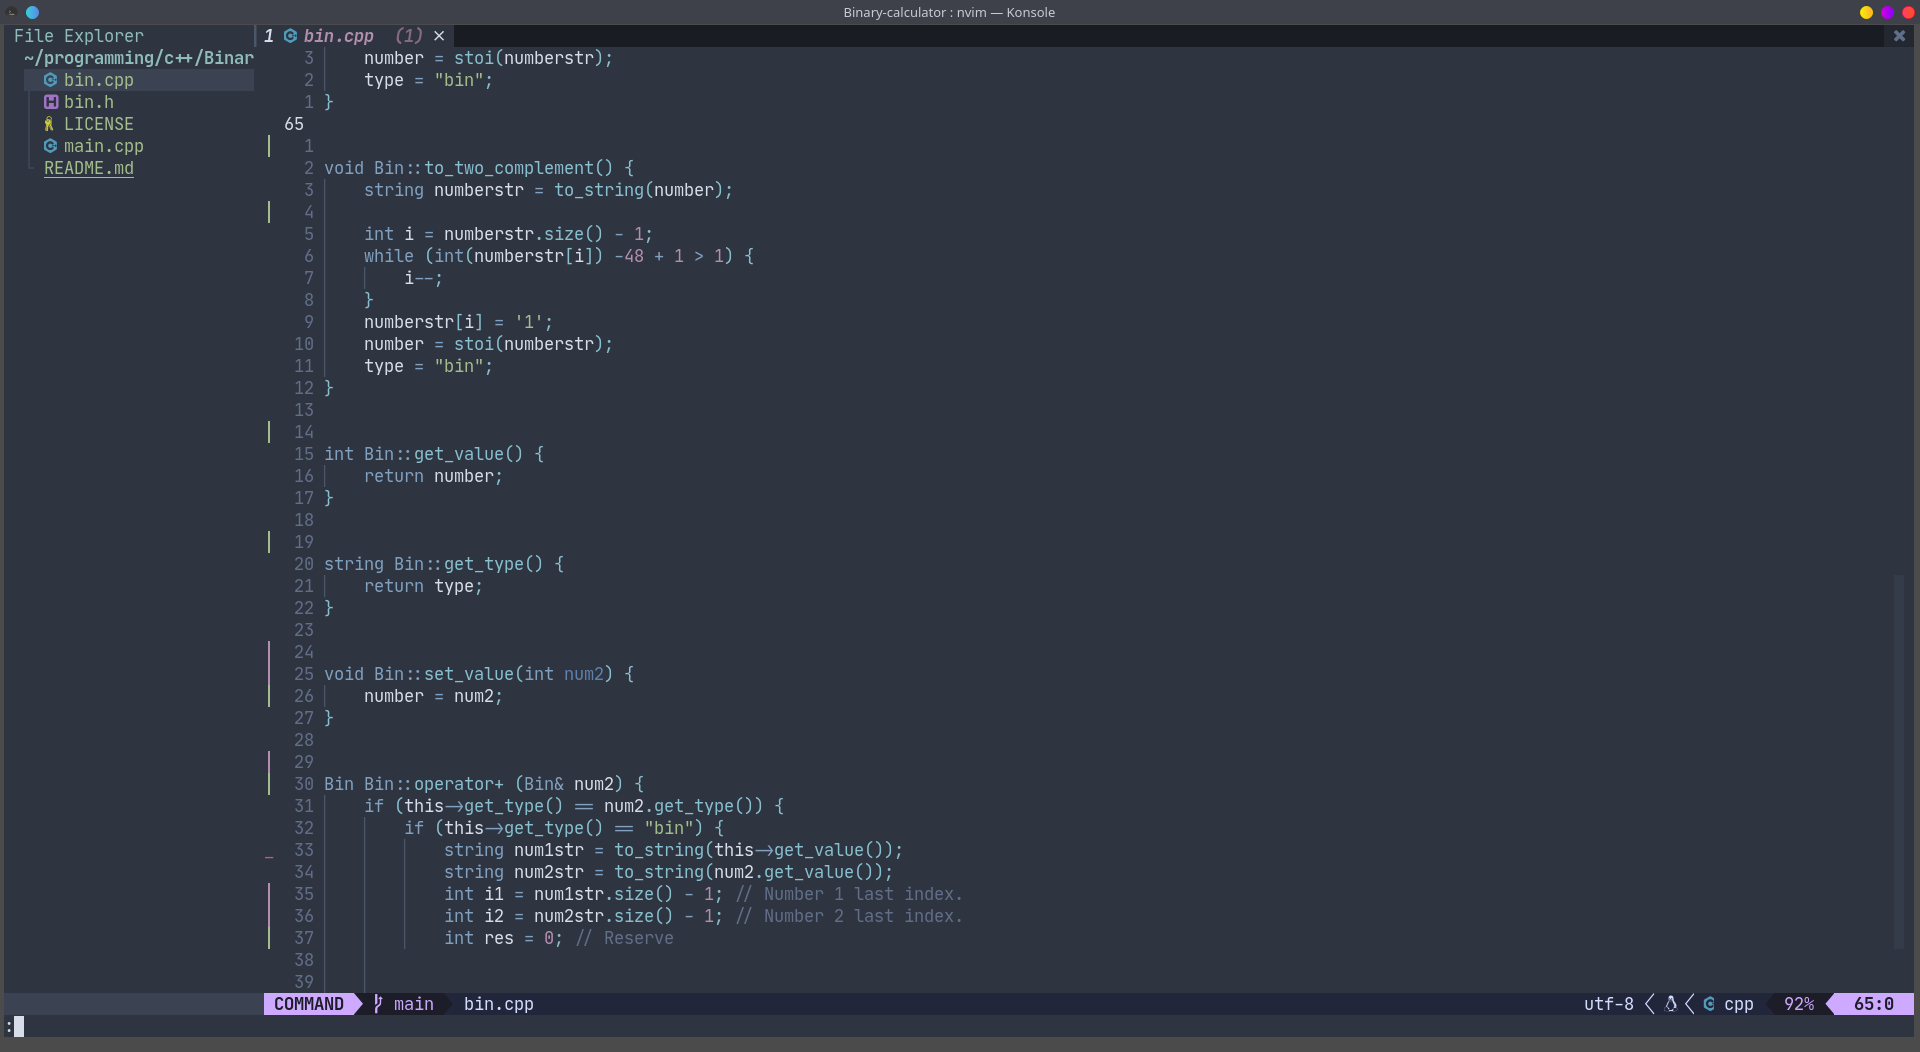 Binary-calculator : nvim — Konsole
File Explorer
~/programming/c++/Binar
bin.cpp
bin.h
LICENSE
main.cpp
README.md
1 bin.cpp (1) ×
3 number = stoi(numberstr);
2 type = "bin";
1 }
65
1
2 void Bin::to_two_complement() {
3 string numberstr = to_string(number);
4
5 int i = numberstr.size() - 1;
6 while (int(numberstr[i]) -48 + 1 > 1) {
7 i--;
8 }
9 numberstr[i] = '1';
10 number = stoi(numberstr);
11 type = "bin";
12 }
13
14
15 int Bin::get_value() {
16 return number;
17 }
18
19
20 string Bin::get_type() {
21 return type;
22 }
23
24
25 void Bin::set_value(int num2) {
26 number = num2;
27 }
28
29
30 Bin Bin::operator+ (Bin& num2) {
31 if (this->get_type() == num2.get_type()) {
32 if (this->get_type() == "bin") {
33 string num1str = to_string(this->get_value());
34 string num2str = to_string(num2.get_value());
35 int i1 = num1str.size() - 1; // Number 1 last index.
36 int i2 = num2str.size() - 1; // Number 2 last index.
37 int res = 0; // Reserve
38
39
COMMAND main bin.cpp utf-8 cpp 92% 65:0
: